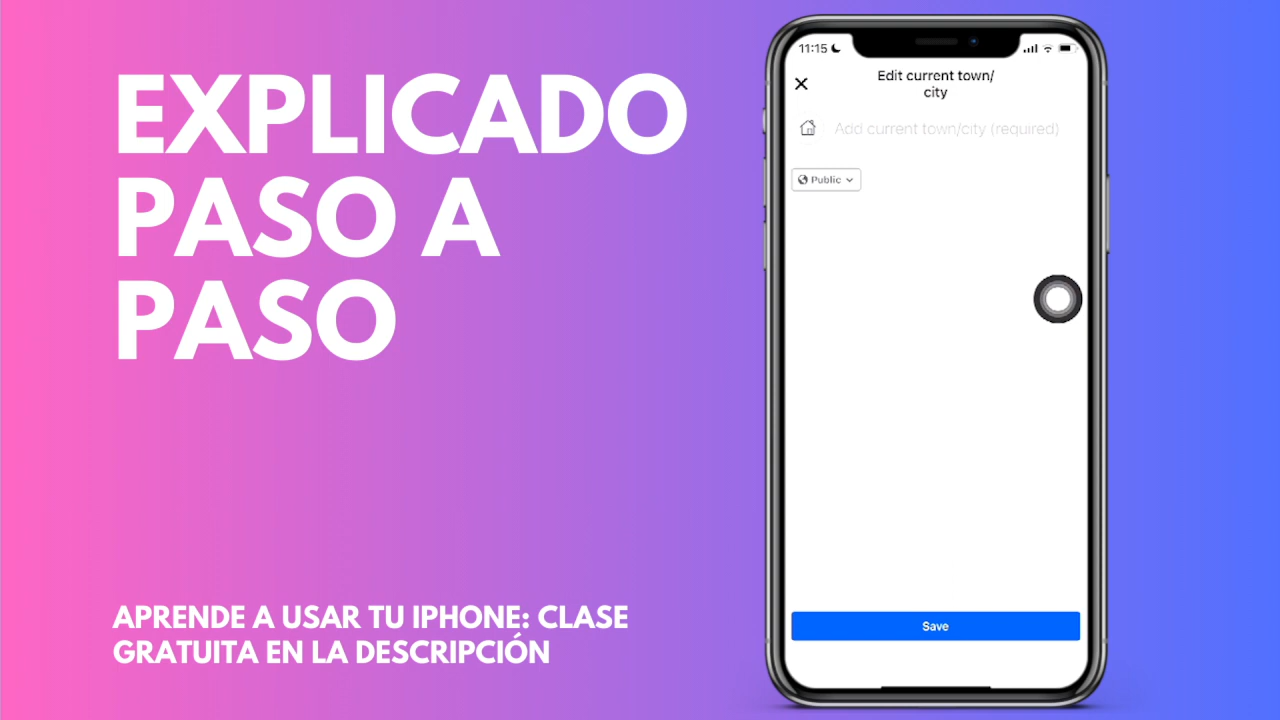 EXPLICADO
PASO A
PASO
APRENDE A USAR TU IPHONE: CLASE
GRATUITA EN LA DESCRIPCIÓN
11:15
Edit current town/
city
Add current town/city (required)
Public
Save